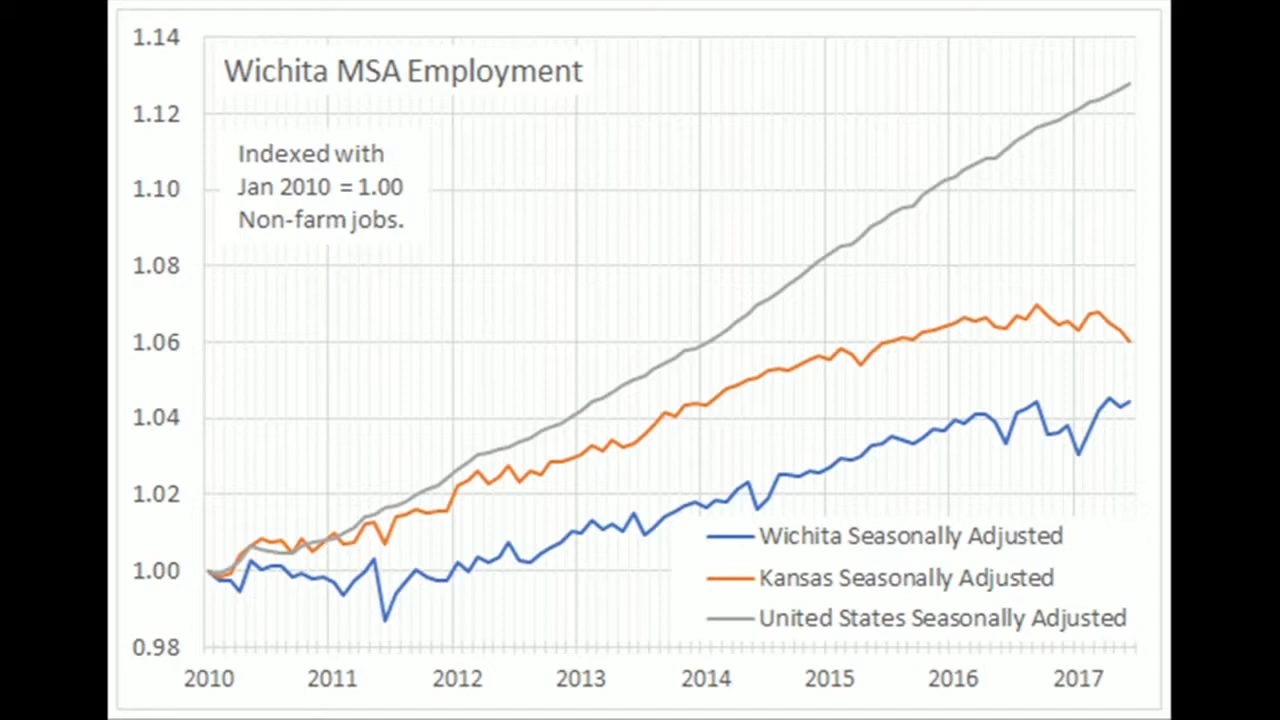 1.14
Wichita MSA Employment
1.12
Indexed with
Jan 2010 = 1.00
Non-farm jobs.
1.10
1.08
1.06
1.04
1.02
1.00
0.98
Wichita Seasonally Adjusted
Kansas Seasonally Adjusted
United States Seasonally Adjusted
2010 2011 2012 2013 2014 2015 2016 2017